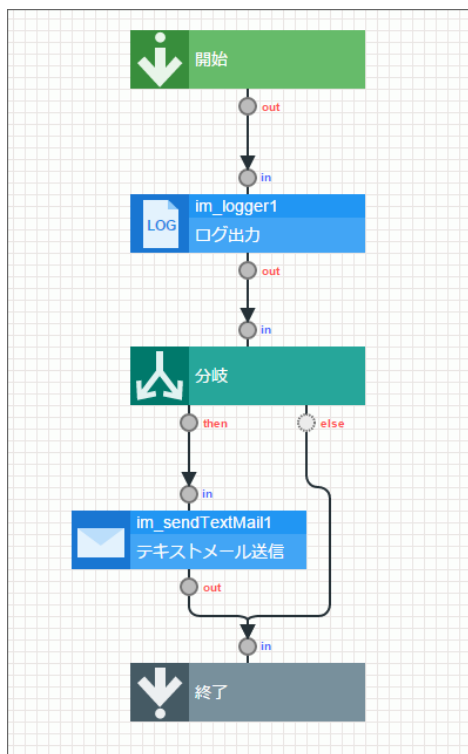 開始
out
in
im_logger1
LOG
ログ出力
out
in
分岐
then
else
in
im_sendTextMail1
テキストメール送信
out
in
終了